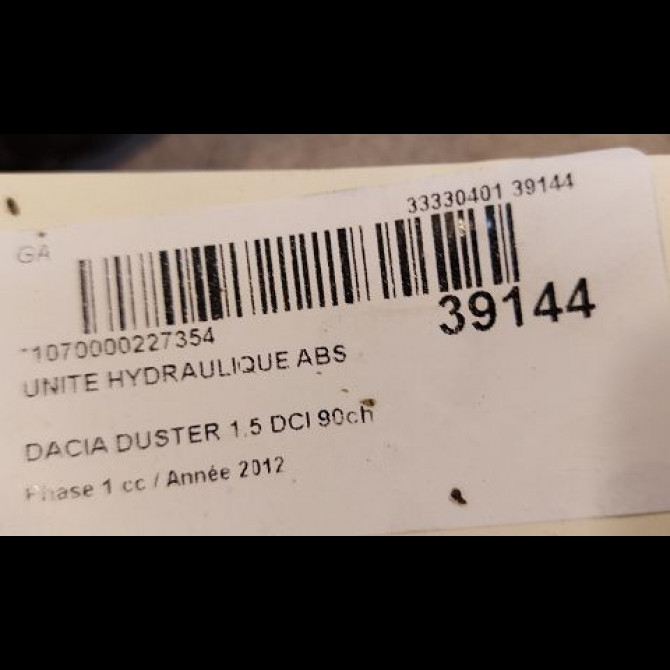 33330401 39144
GA
39144
1070000227354
UNITE HYDRAULIQUE ABS
DACIA DUSTER 1.5 DCI 90ch
Phase 1 cc / Année 2012